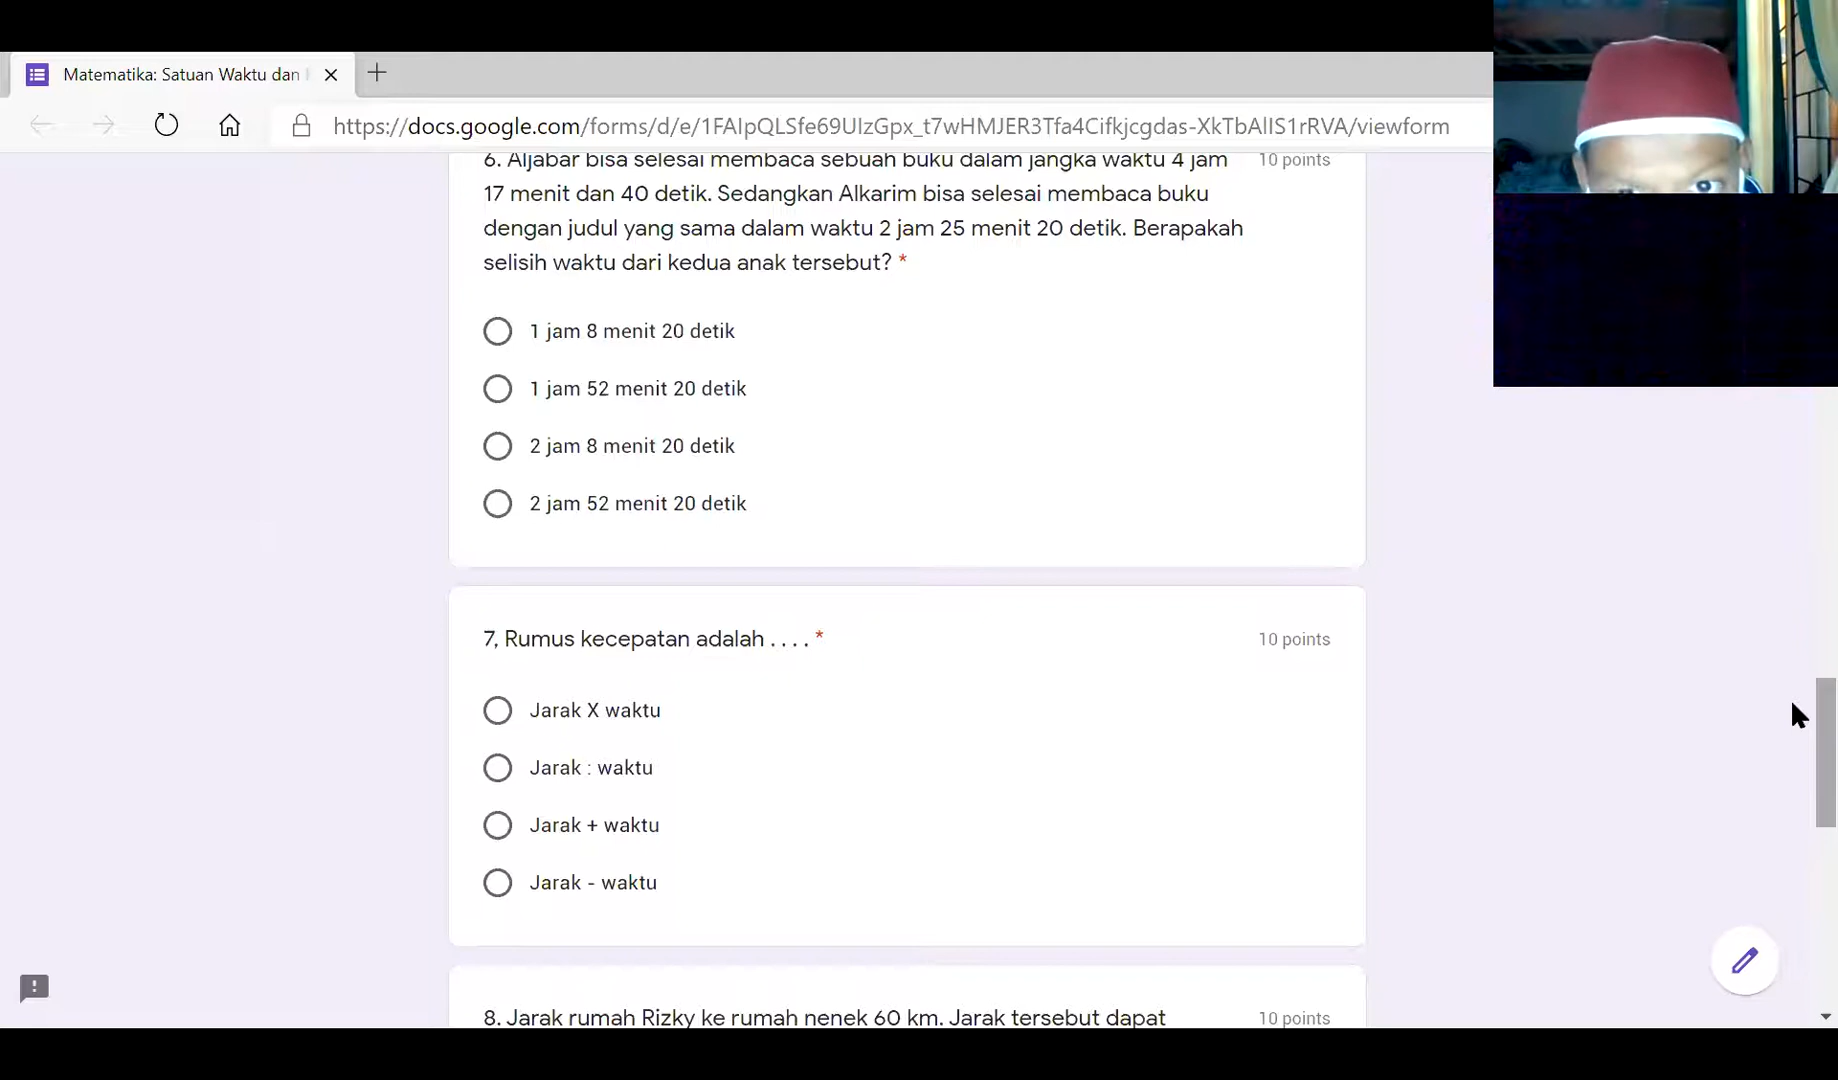 Matematika: Satuan Waktu dan
https://docs.google.com/forms/d/e/1FAIpQLSfe69UIzGpx_t7wHMJER3Tfa4Cifkjcgdas-XkTbAlIS1rRVA/viewform
6. Aljabar bisa selesai membaca sebuah buku dalam jangka waktu 4 jam
10 points
17 menit dan 40 detik. Sedangkan Alkarim bisa selesai membaca buku
dengan judul yang sama dalam waktu 2 jam 25 menit 20 detik. Berapakah
selisih waktu dari kedua anak tersebut? *
1 jam 8 menit 20 detik
1 jam 52 menit 20 detik
2 jam 8 menit 20 detik
2 jam 52 menit 20 detik
7, Rumus kecepatan adalah . . . . *
10 points
Jarak X waktu
Jarak : waktu
Jarak + waktu
Jarak - waktu
8. Jarak rumah Rizky ke rumah nenek 60 km. Jarak tersebut dapat
10 points